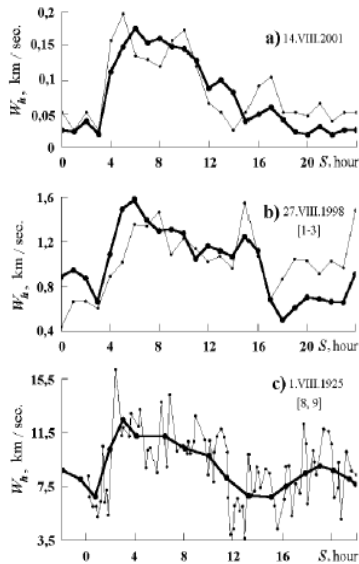 W_h, km / sec.
0,2
0,15
0,1
0,05
0
a) 14.VIII.2001
0 4 8 12 16 20 S, hour
W_h, km / sec.
1,6
1,2
0,8
0,4
b) 27.VIII.1998
[1-3]
0 4 8 12 16 20 S, hour
W_h, km / sec.
15,5
11,5
7,5
3,5
c) 1.VIII.1925
[8, 9]
0 4 8 12 16 20 S, hour